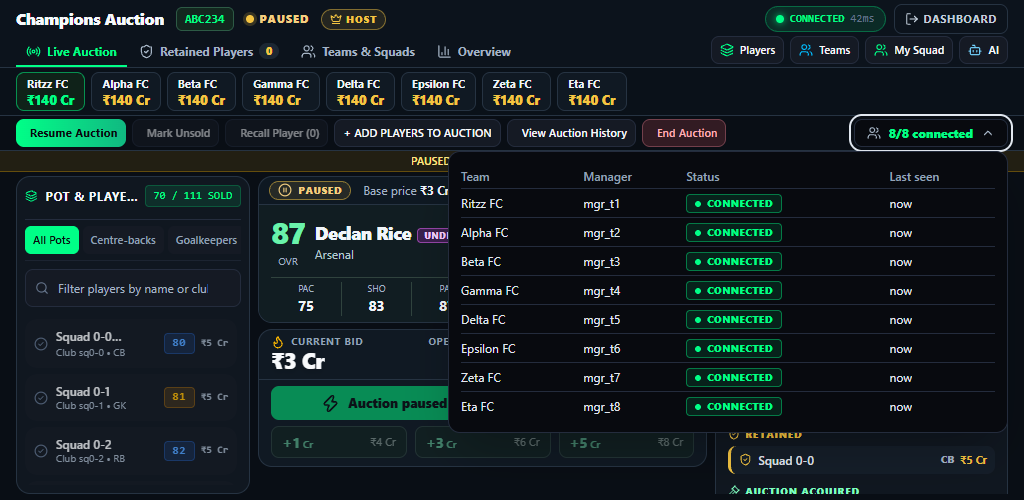 Champions Auction ABC234 PAUSED HOST CONNECTED 42ms DASHBOARD
Live Auction Retained Players 0 Teams & Squads Overview Players Teams My Squad AI
Ritzz FC Alpha FC Beta FC Gamma FC Delta FC Epsilon FC Zeta FC Eta FC
₹140 Cr ₹140 Cr ₹140 Cr ₹140 Cr ₹140 Cr ₹140 Cr ₹140 Cr ₹140 Cr
Resume Auction Mark Unsold Recall Player (0) + ADD PLAYERS TO AUCTION View Auction History End Auction 8/8 connected
PAUSED
POT & PLAYE... 70 / 111 SOLD
All Pots Centre-backs Goalkeepers
Filter players by name or clu
Squad 0-0... 80 ₹5 Cr
Club sq0-0 • CB
Squad 0-1 81 ₹5 Cr
Club sq0-1 • GK
Squad 0-2 82 ₹5 Cr
Club sq0-2 • RB
PAUSED Base price ₹3 Cr
87 Declan Rice UND
OVR Arsenal
PAC SHO PA
75 83 8
CURRENT BID OPE
₹3 Cr
Auction paused
+1 Cr ₹4 Cr +3 Cr ₹6 Cr +5 Cr ₹8 Cr
Team Manager Status Last seen
Ritzz FC mgr_t1 CONNECTED now
Alpha FC mgr_t2 CONNECTED now
Beta FC mgr_t3 CONNECTED now
Gamma FC mgr_t4 CONNECTED now
Delta FC mgr_t5 CONNECTED now
Epsilon FC mgr_t6 CONNECTED now
Zeta FC mgr_t7 CONNECTED now
Eta FC mgr_t8 CONNECTED now
RETAINED
Squad 0-0 CB ₹5 Cr
AUCTION ACQUIRED